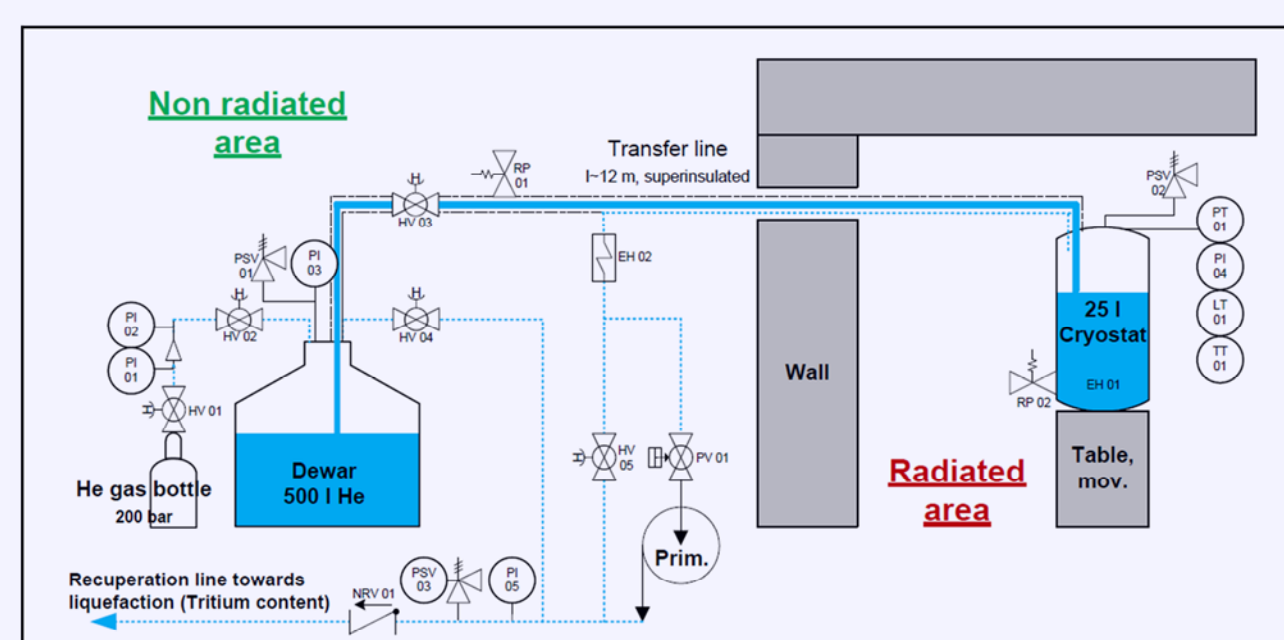 Non radiated
area
Transfer line
l~12 m, superinsulated
RP
01
H
HV 03
PSV
02
PT
01
PI
04
LT
01
TT
01
PSV
01
PI
03
EH 02
H
HV 02
H
HV 04
PI
02
PI
01
H
HV 01
25 l
Cryostat
EH 01
RP 02
Wall
Dewar
500 l He
He gas bottle
200 bar
H
HV
05
PV 01
Radiated
area
Table,
mov.
Prim.
Recuperation line towards
liquefaction (Tritium content)
NRV 01
PSV
03
PI
05